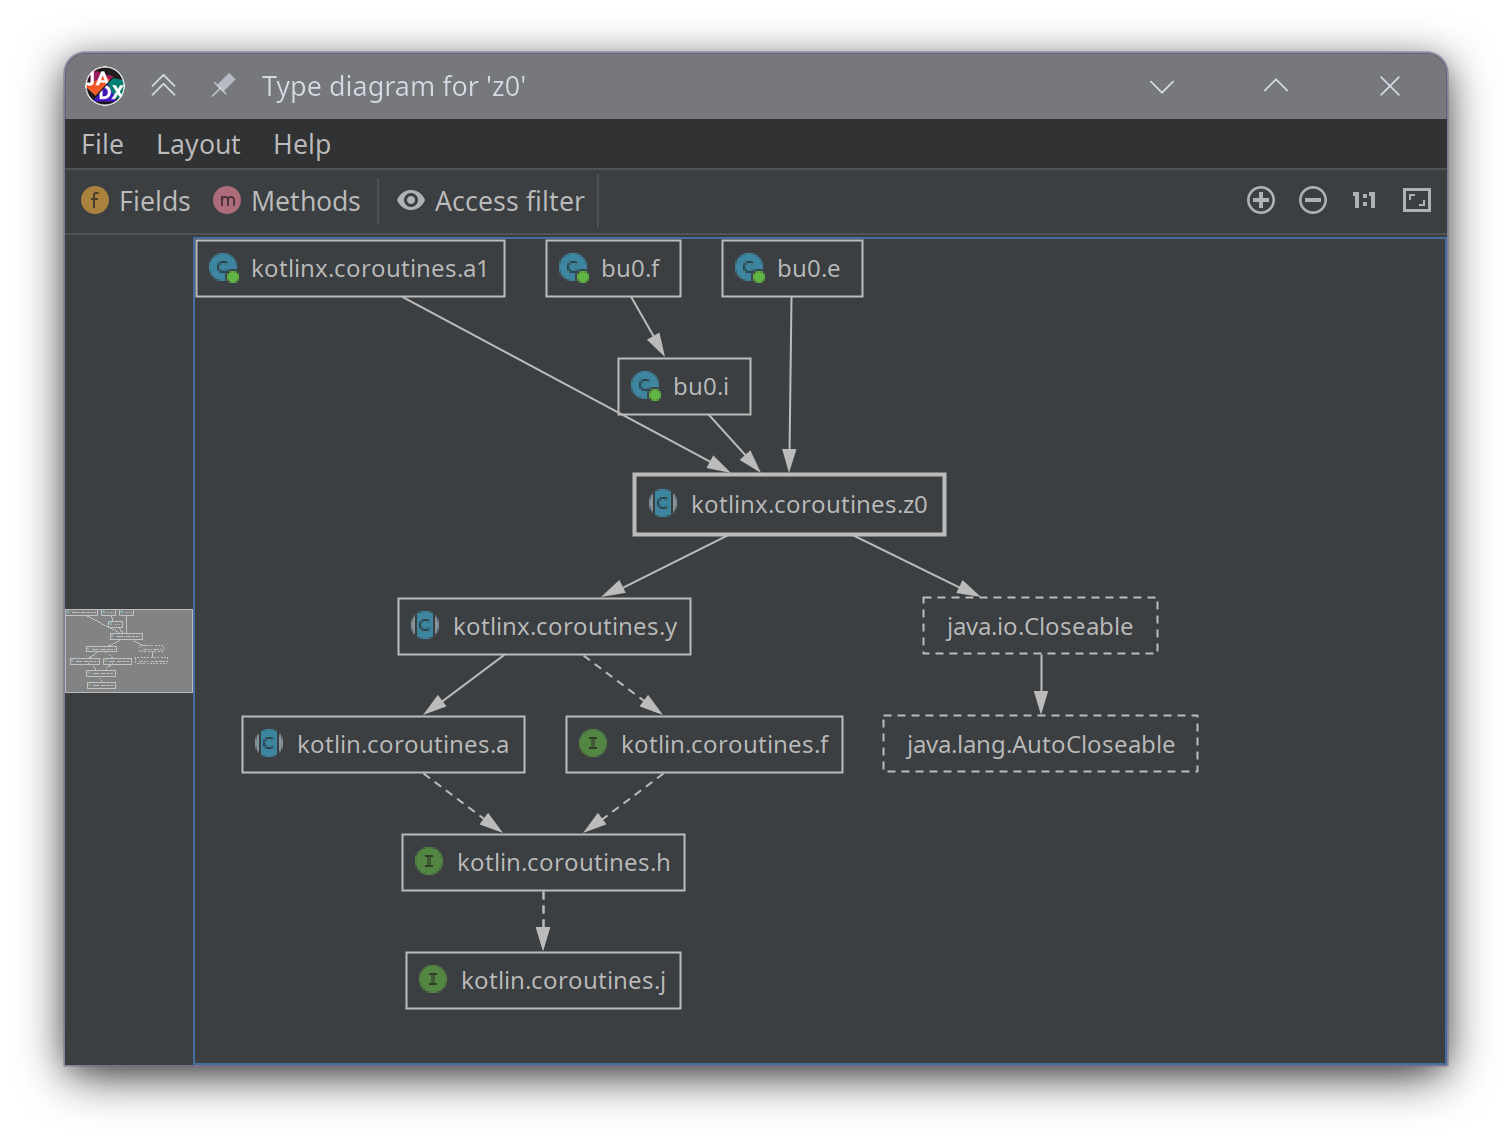 JADX
Type diagram for 'z0'
File Layout Help
f Fields m Methods Access filter 1:1
C kotlinx.coroutines.a1 C bu0.f C bu0.e
C bu0.i
C kotlinx.coroutines.z0
C kotlinx.coroutines.y java.io.Closeable
C kotlin.coroutines.a I kotlin.coroutines.f java.lang.AutoCloseable
I kotlin.coroutines.h
I kotlin.coroutines.j